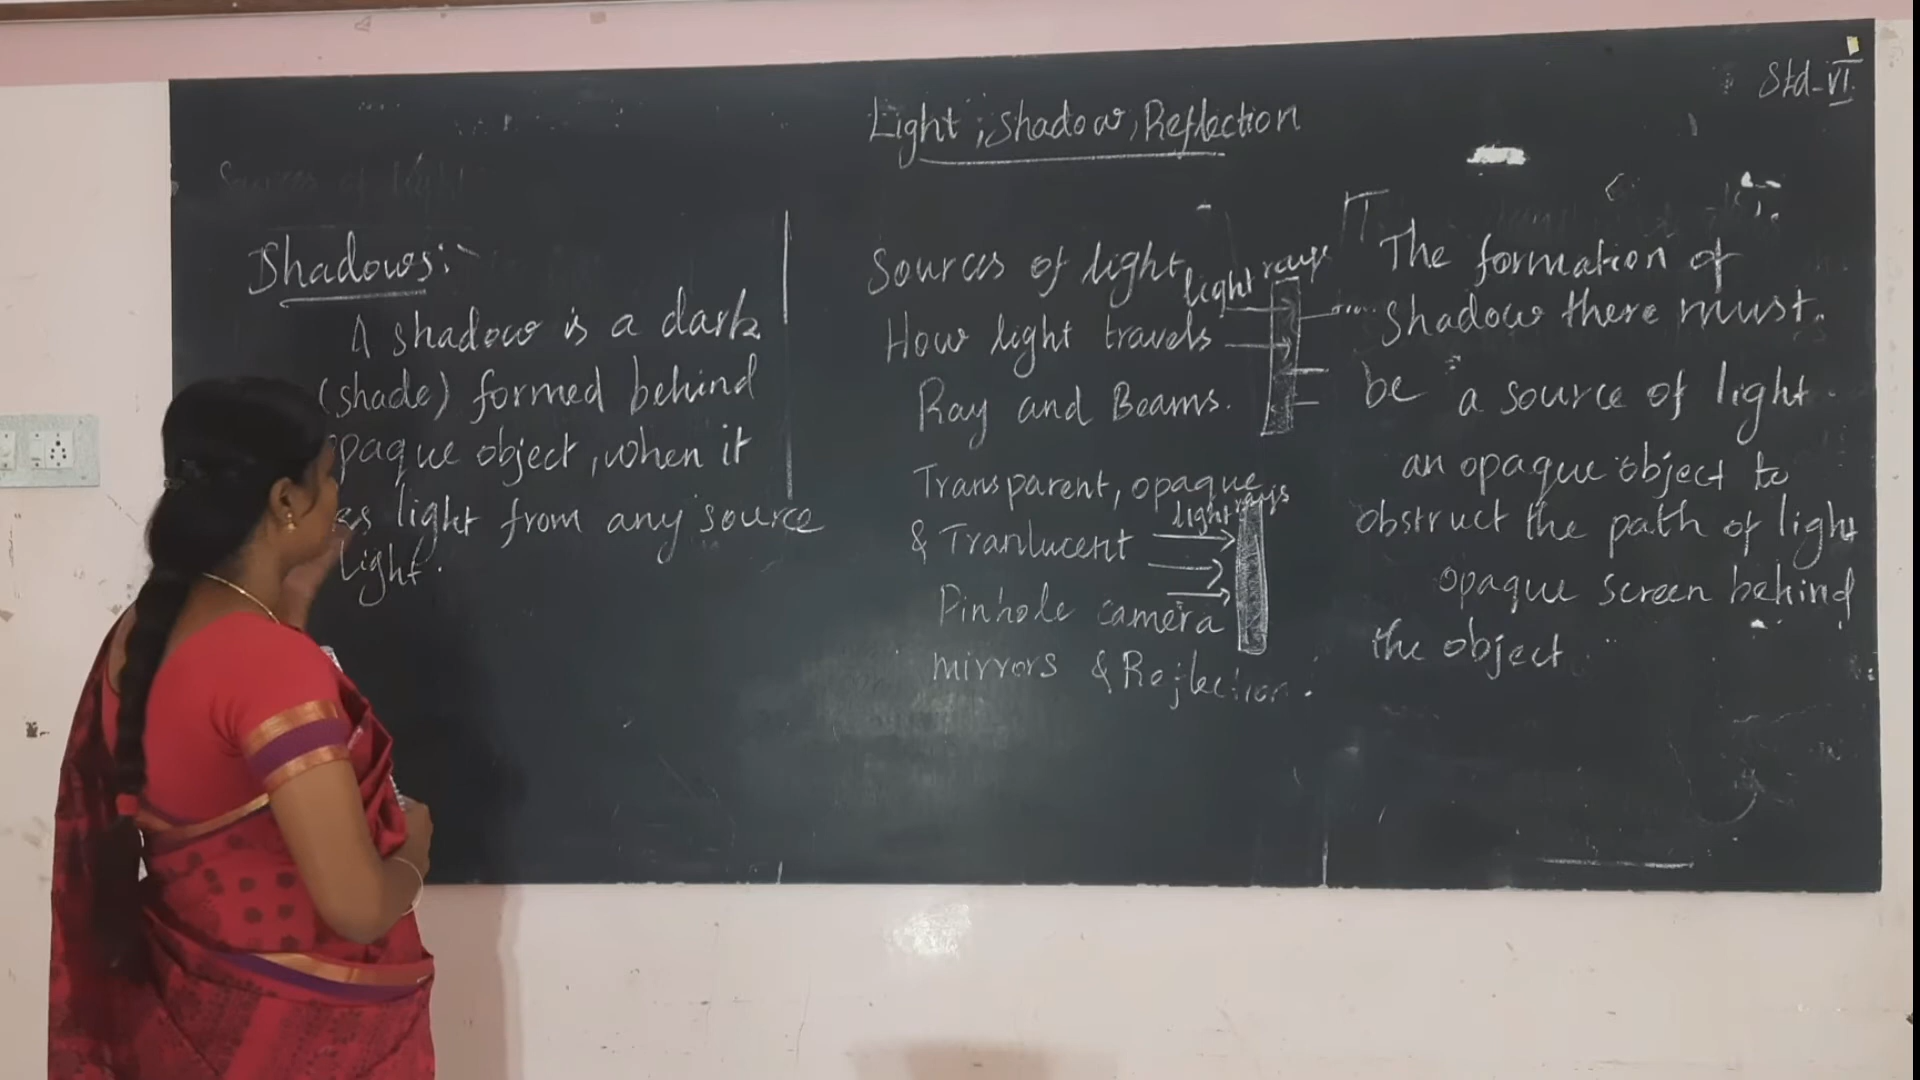 Std-VI
Light, Shadow, Reflection
Sources of light
Shadows:-
A shadow is a dark
(shade) formed behind
paque object, when it
light from any source
light.
Sources of light
How light travels
Ray and Beams.
Transparent, opaque
& Tranlucent
Pinhole camera
mirrors & Reflection.
light rays
light rays
The formation of
shadow there must
be a source of light.
an opaque object to
obstruct the path of light
opaque screen behind
the object